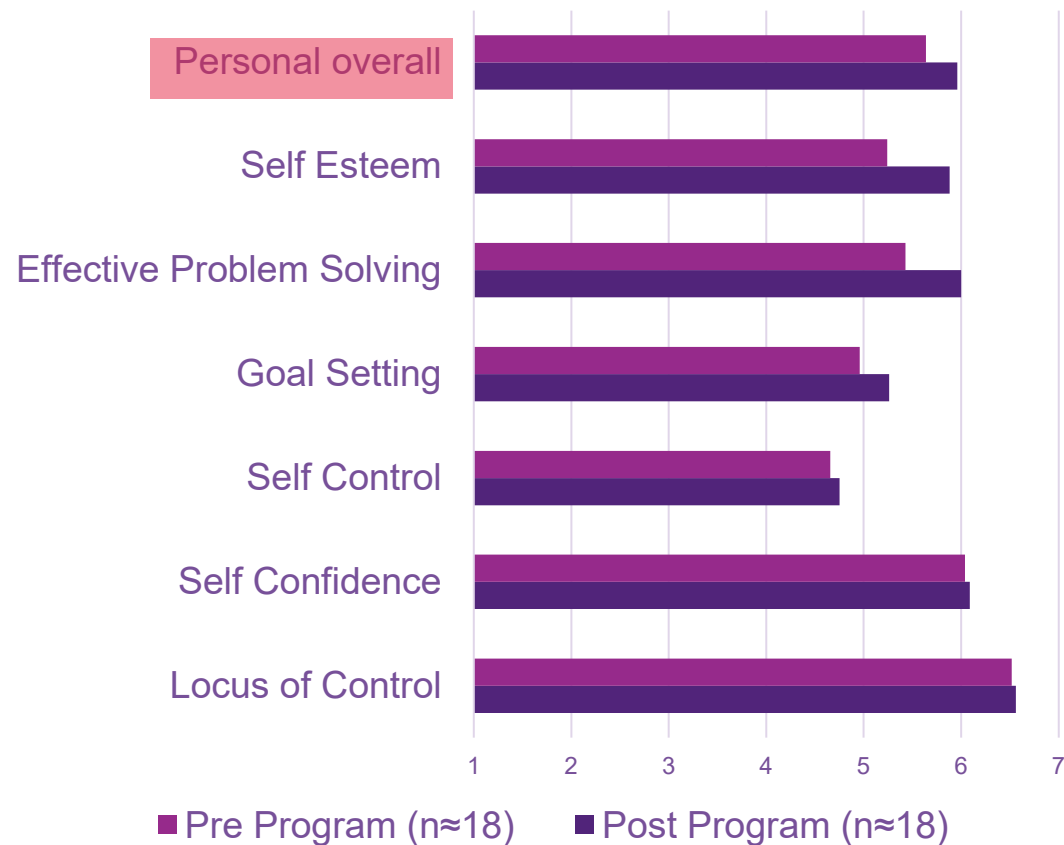 Personal overall
Self Esteem
Effective Problem Solving
Goal Setting
Self Control
Self Confidence
Locus of Control
1 2 3 4 5 6 7
Pre Program (n≈18) Post Program (n≈18)